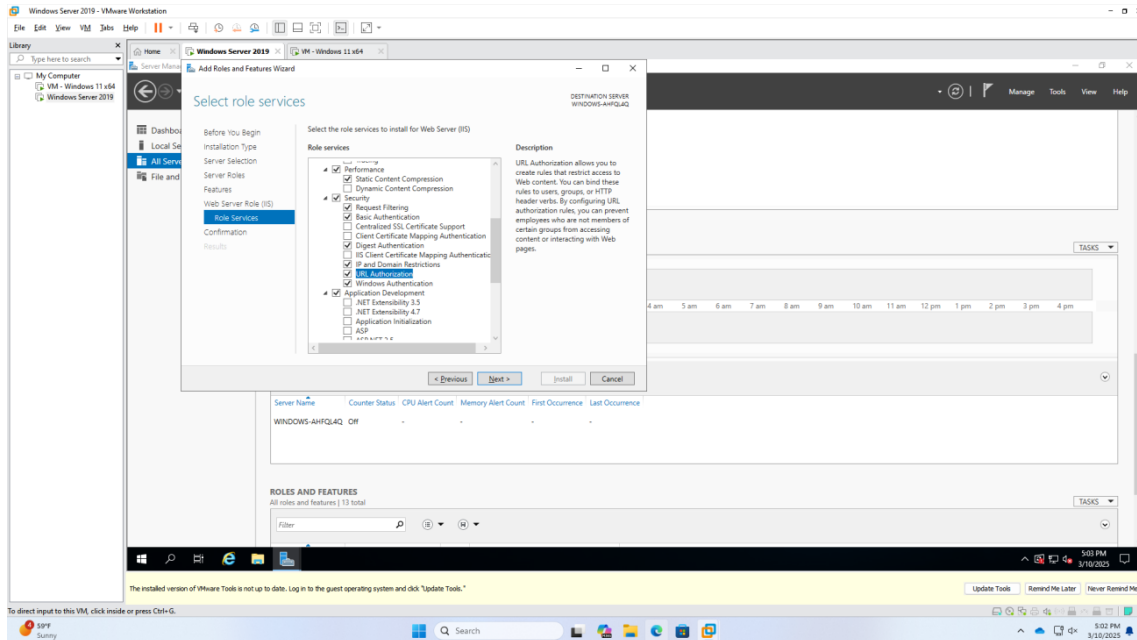 Windows Server 2019 - VMware Workstation
File Edit View VM Tabs Help
Library
Type here to search
My Computer
VM - Windows 11 x64
Windows Server 2019
Home
Windows Server 2019
VM - Windows 11 x64
Server Mana
Add Roles and Features Wizard
Manage Tools View Help
Dashbo
Local Se
All Serve
File and
Select role services
DESTINATION SERVER
WINDOWS-AHFQL4Q
Before You Begin
Installation Type
Server Selection
Server Roles
Features
Web Server Role (IIS)
Role Services
Confirmation
Results
Select the role services to install for Web Server (IIS)
Role services
Performance
Static Content Compression
Dynamic Content Compression
Security
Request Filtering
Basic Authentication
Centralized SSL Certificate Support
Client Certificate Mapping Authentication
Digest Authentication
IIS Client Certificate Mapping Authenticatic
IP and Domain Restrictions
URL Authorization
Windows Authentication
Application Development
.NET Extensibility 3.5
.NET Extensibility 4.7
Application Initialization
ASP
Description
URL Authorization allows you to
create rules that restrict access to
Web content. You can bind these
rules to users, groups, or HTTP
header verbs. By configuring URL
authorization rules, you can prevent
employees who are not members of
certain groups from accessing
content or interacting with Web
pages.
< Previous Next > Install Cancel
TASKS
4 am 5 am 6 am 7 am 8 am 9 am 10 am 11 am 12 pm 1 pm 2 pm 3 pm 4 pm
Server Name Counter Status CPU Alert Count Memory Alert Count First Occurrence Last Occurrence
WINDOWS-AHFQL4Q Off - - - -
ROLES AND FEATURES
All roles and features | 13 total
TASKS
Filter
5:03 PM
3/10/2025
The installed version of VMware Tools is not up to date. Log in to the guest operating system and click "Update Tools."
Update Tools Remind Me Later Never Remind Me
To direct input to this VM, click inside or press Ctrl+G.
59°F
Sunny
Search
5:02 PM
3/10/2025